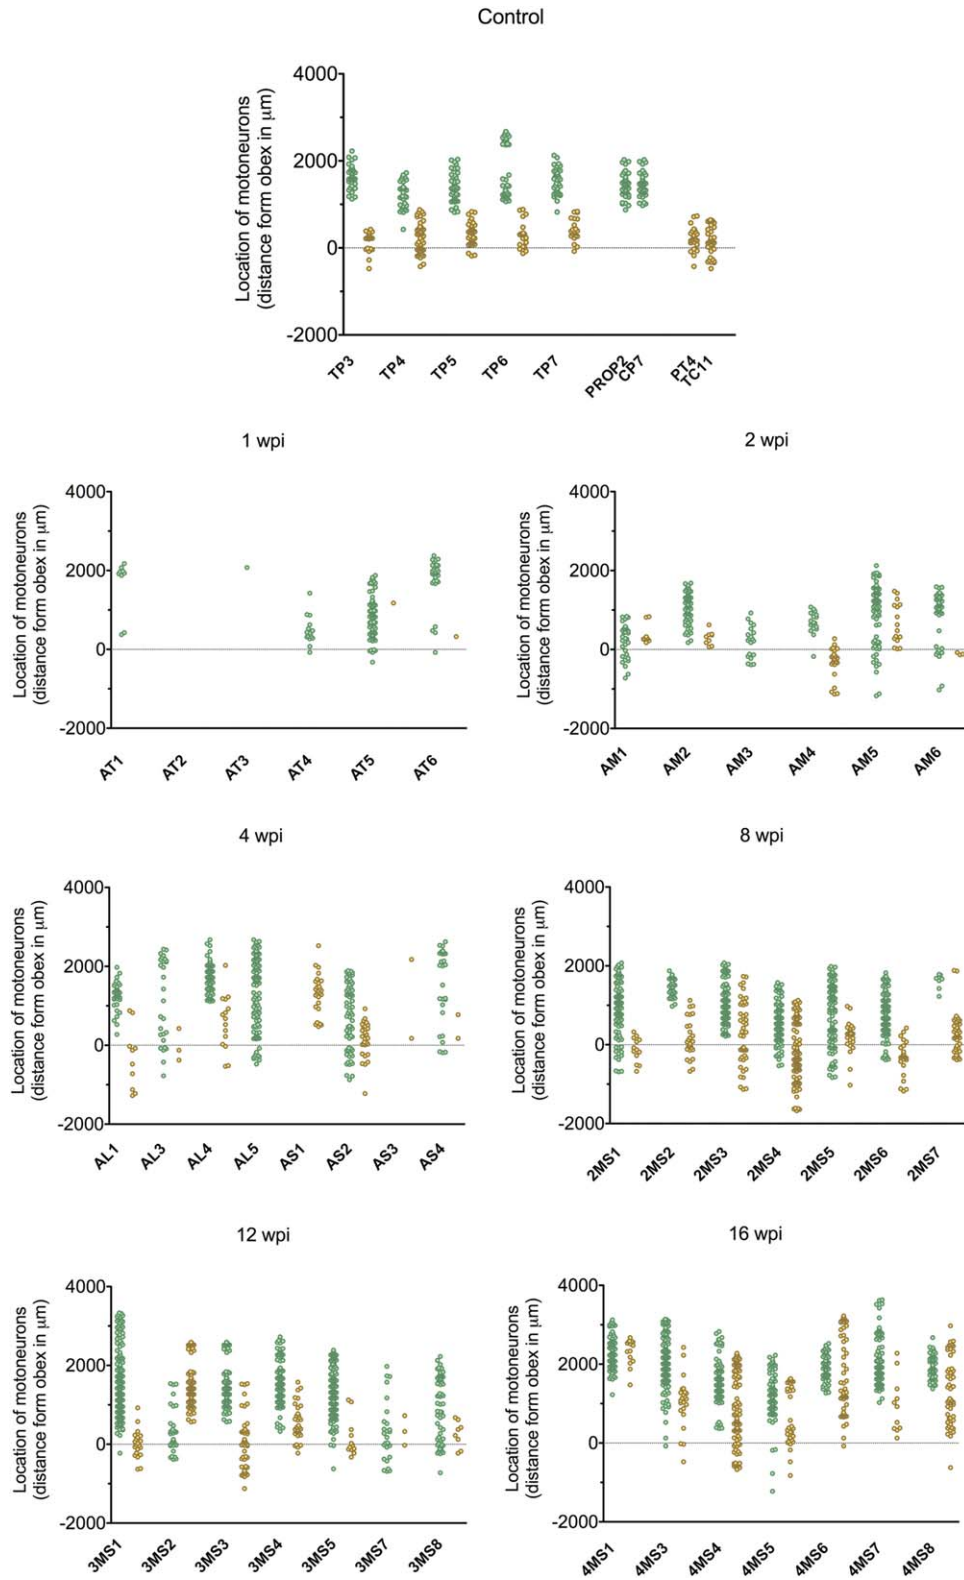 Control
Location of motoneurons
(distance form obex in μm)
4000
2000
0
-2000
TP3
TP4
TP5
TP6
TP7
PROP2
CP7
PT4
TC11
1 wpi
Location of motoneurons
(distance form obex in μm)
4000
2000
0
-2000
AT1
AT2
AT3
AT4
AT5
AT6
2 wpi
Location of motoneurons
(distance form obex in μm)
4000
2000
0
-2000
AM1
AM2
AM3
AM4
AM5
AM6
4 wpi
Location of motoneurons
(distance form obex in μm)
4000
2000
0
-2000
AL1
AL3
AL4
AL5
AS1
AS2
AS3
AS4
8 wpi
Location of motoneurons
(distance form obex in μm)
4000
2000
0
-2000
2MS1
2MS2
2MS3
2MS4
2MS5
2MS6
2MS7
12 wpi
Location of motoneurons
(distance form obex in μm)
4000
2000
0
-2000
3MS1
3MS2
3MS3
3MS4
3MS5
3MS7
3MS8
16 wpi
Location of motoneurons
(distance form obex in μm)
4000
2000
0
-2000
4MS1
4MS3
4MS4
4MS5
4MS6
4MS7
4MS8